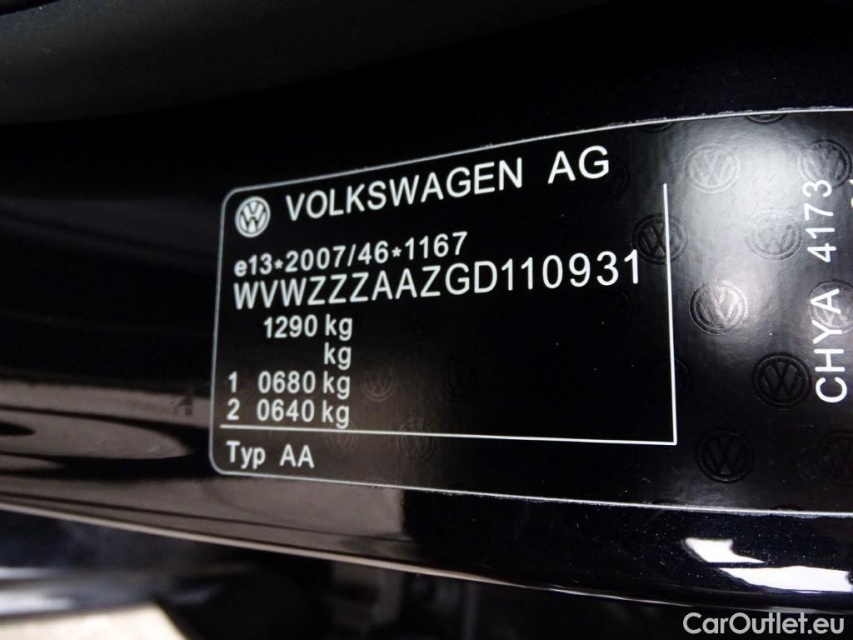 VOLKSWAGEN AG
e13*2007/46*1167
WVWZZZAAZGD110931
1290 kg
kg
1 0680 kg
2 0640 kg
Typ AA
CHYA 4173
CarOutlet.eu